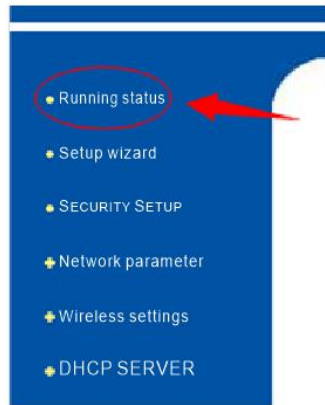 Running status
Setup wizard
SECURITY SETUP
Network parameter
Wireless settings
DHCP SERVER